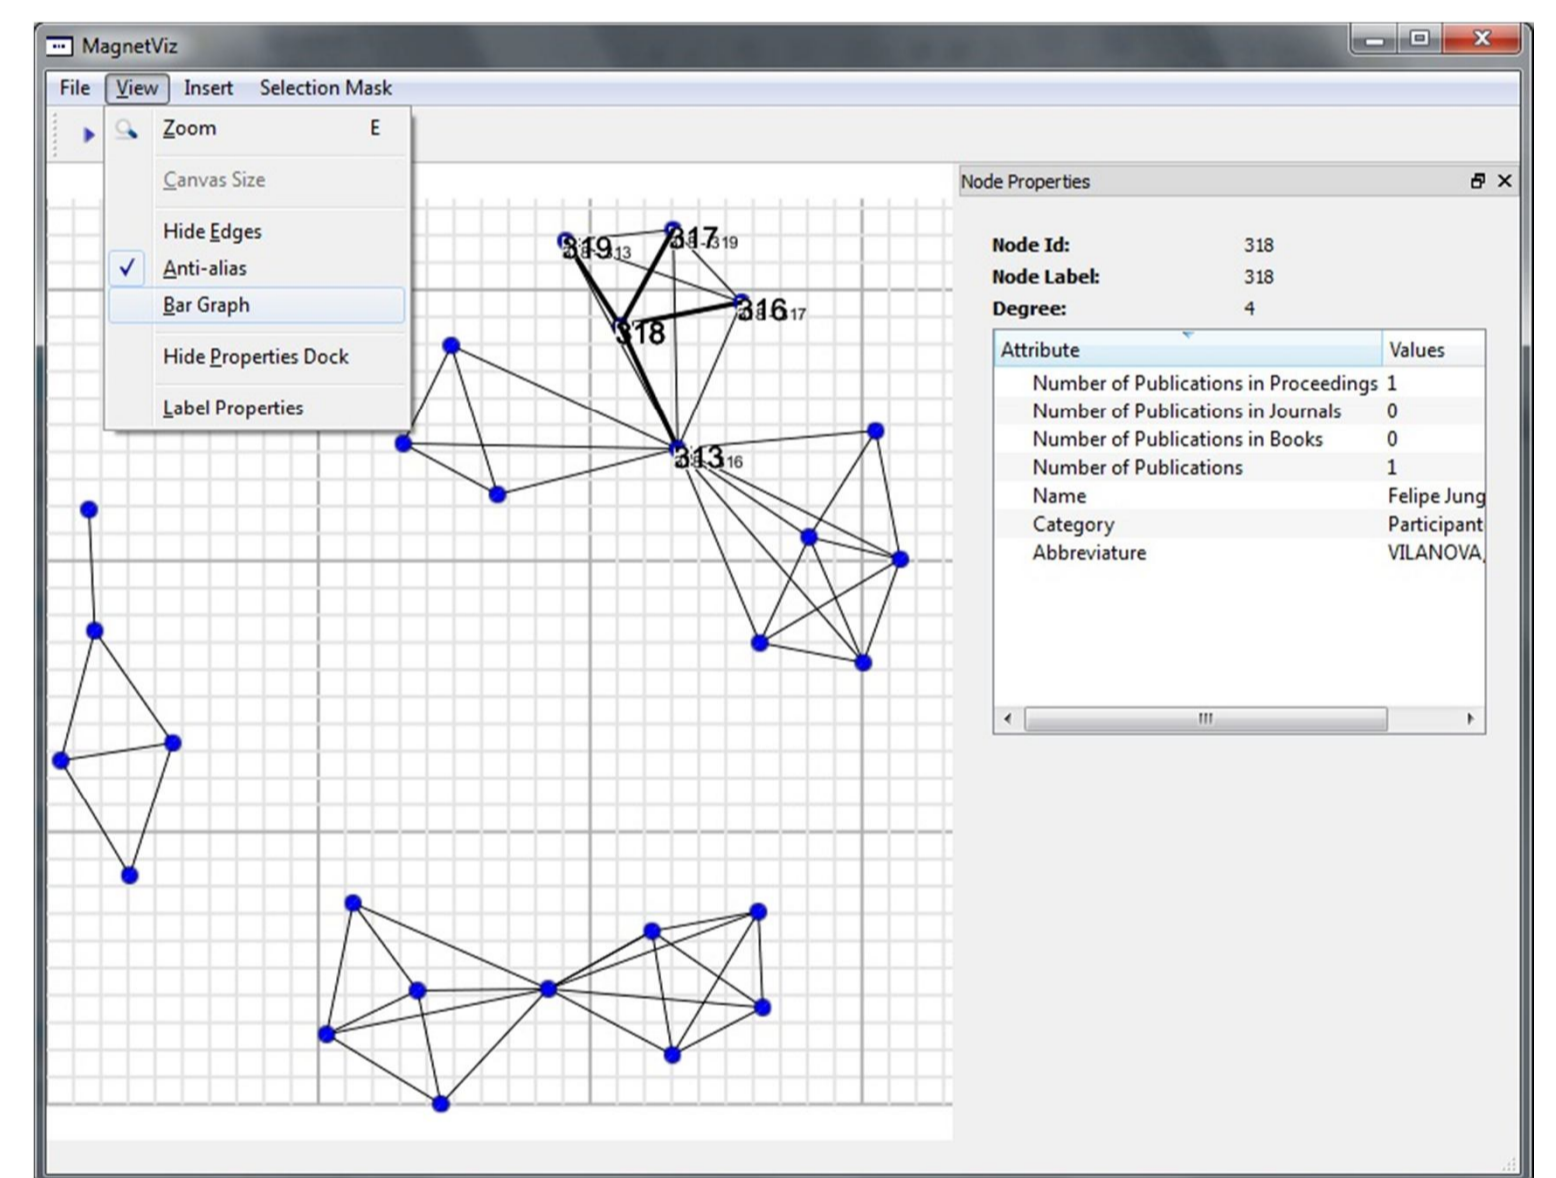 MagnetViz
File View Insert Selection Mask
Zoom E
Canvas Size
Hide Edges
Anti-alias
Bar Graph
Hide Properties Dock
Label Properties
Node Properties
Node Id: 318
Node Label: 318
Degree: 4
Attribute Values
Number of Publications in Proceedings 1
Number of Publications in Journals 0
Number of Publications in Books 0
Number of Publications 1
Name Felipe Jung
Category Participant
Abbreviature VILANOVA,
319
317
316
318
313